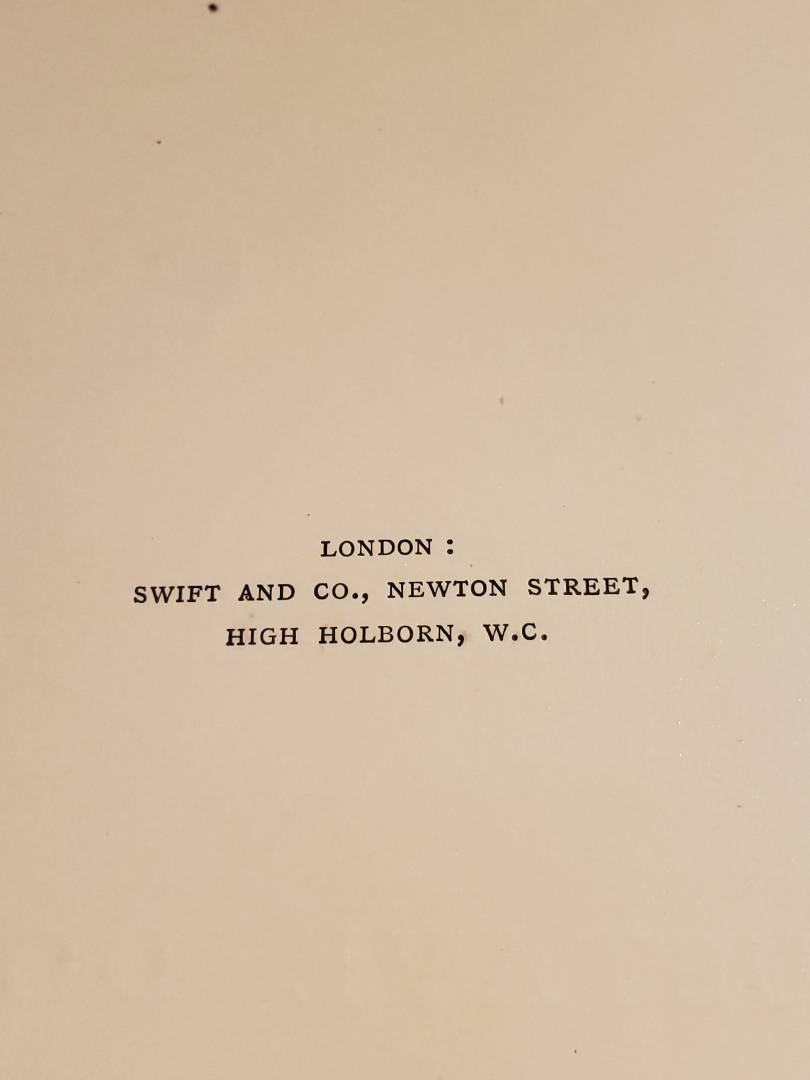 LONDON :
SWIFT AND CO., NEWTON STREET,
HIGH HOLBORN, W.C.